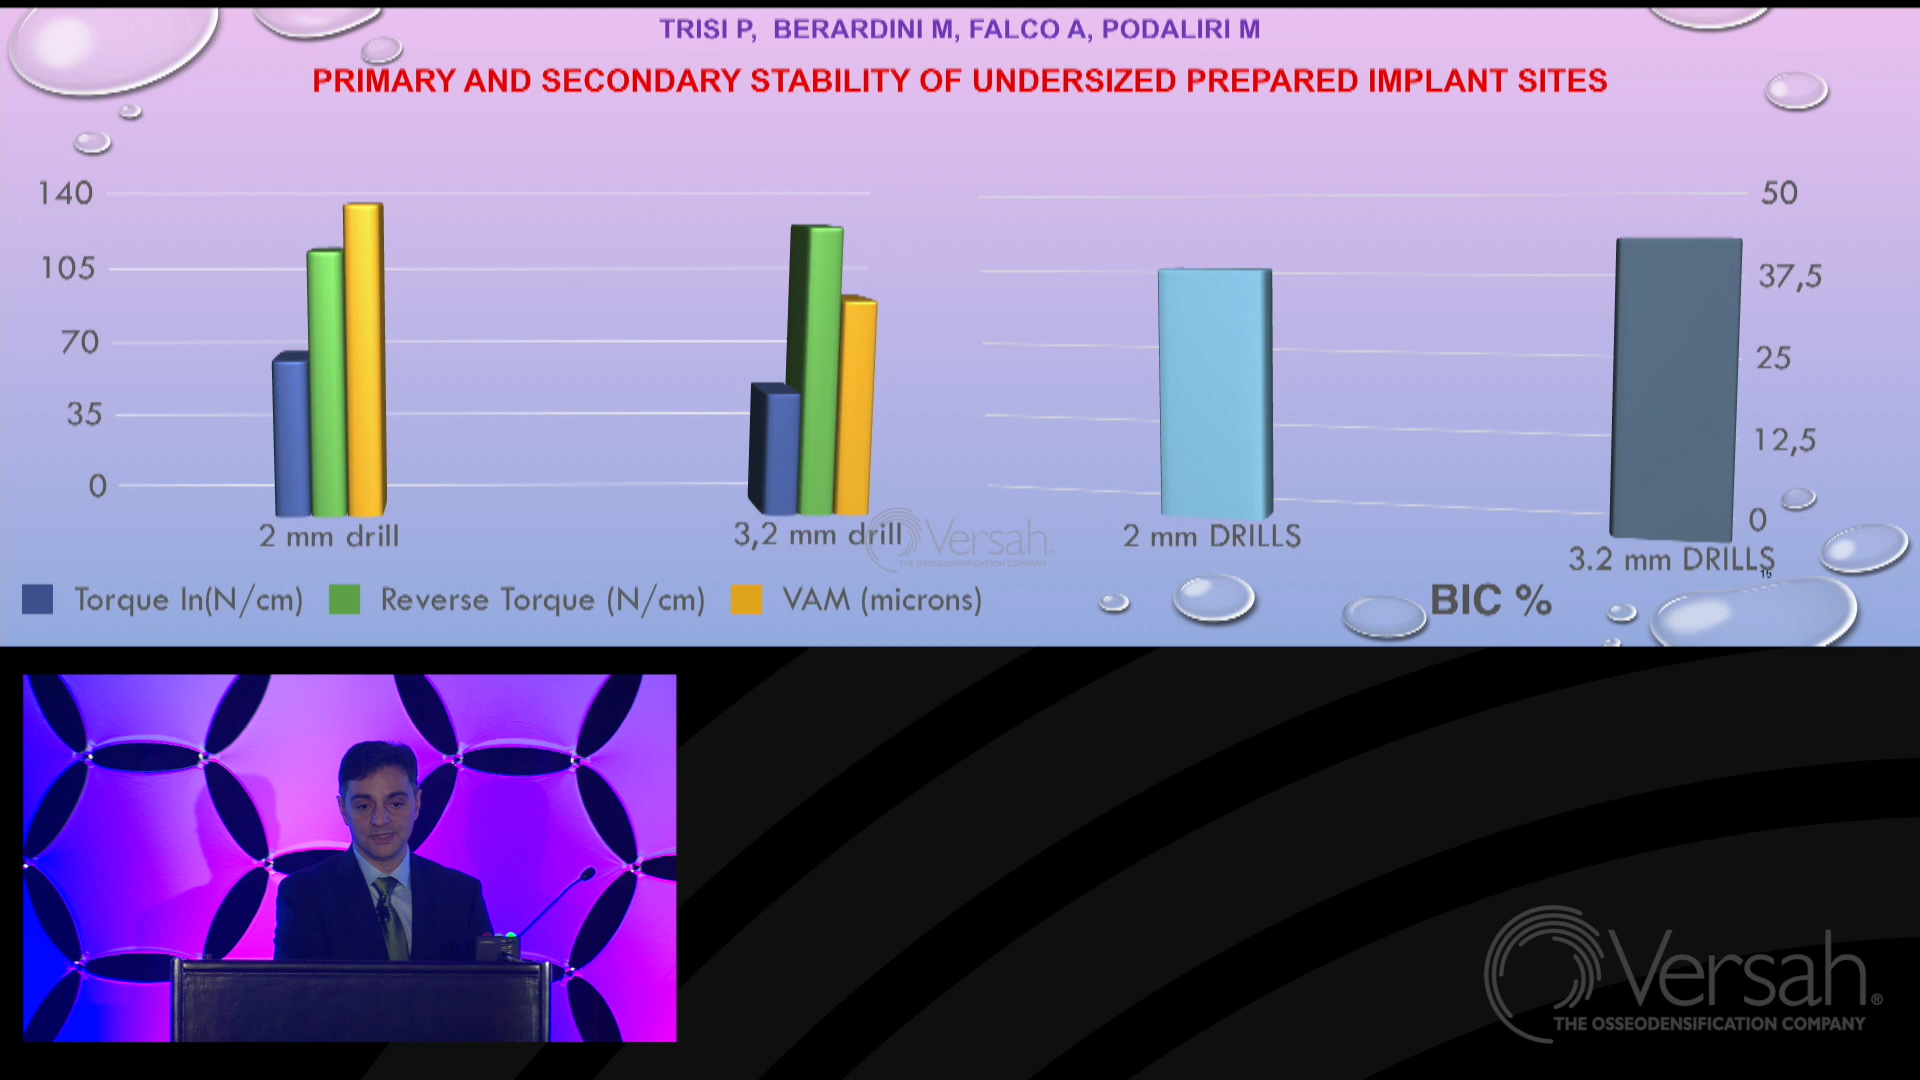 TRISI P, BERARDINI M, FALCO A, PODALIRI M
PRIMARY AND SECONDARY STABILITY OF UNDERSIZED PREPARED IMPLANT SITES
140
105
70
35
0
2 mm drill
3,2 mm drill
Torque In(N/cm)
Reverse Torque (N/cm)
VAM (microns)
50
37,5
25
12,5
0
2 mm DRILLS
3.2 mm DRILLS
15
BIC %
Versah®
THE OSSEODENSIFICATION COMPANY
Versah®
THE OSSEODENSIFICATION COMPANY